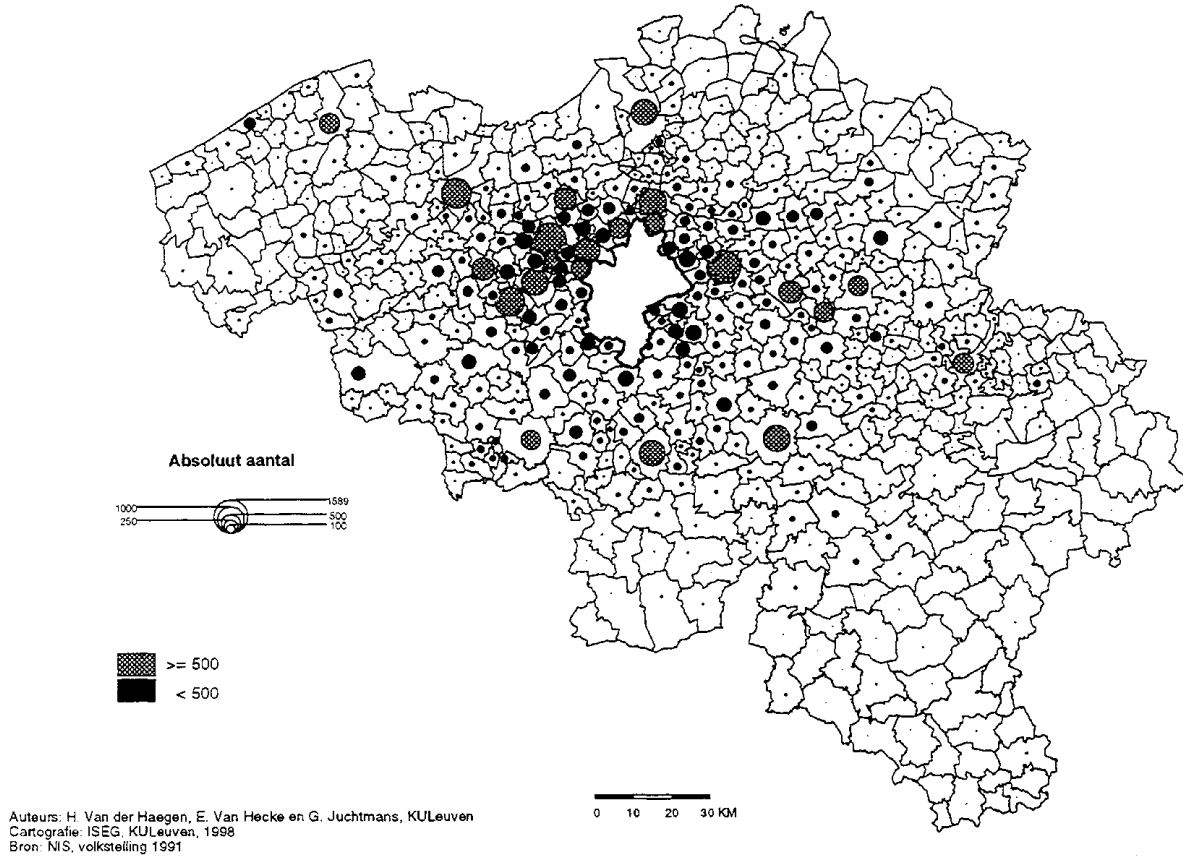 Absoluut aantal
1000
250
1589
500
100
>= 500
< 500
0 10 20 30 KM
Auteurs: H. Van der Haegen, E. Van Hecke en G. Juchtmans, KULeuven
Cartografie: ISEG, KULeuven, 1998
Bron: NIS, volkstelling 1991